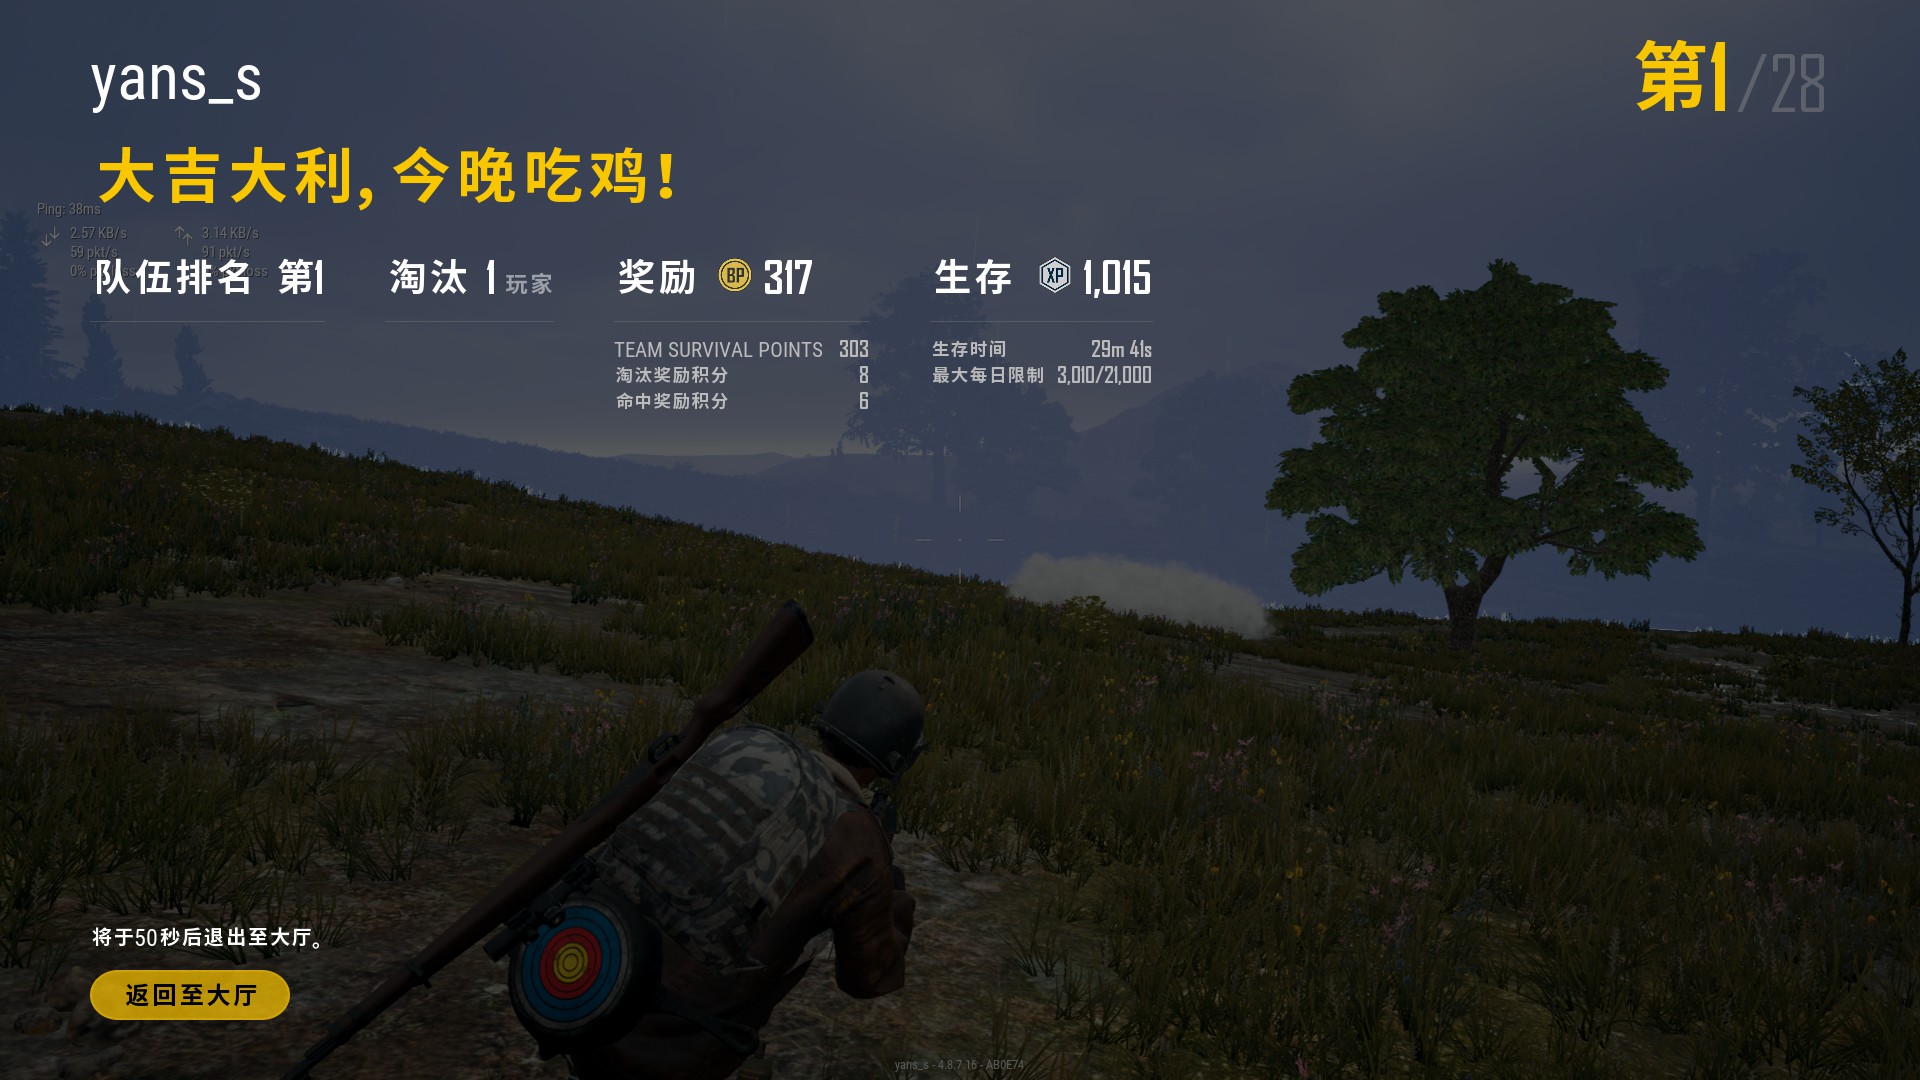 yans_s
第1/28
大吉大利, 今晚吃鸡!
Ping: 38ms
2.57 KB/s 3.14 KB/s
59 pkt/s 91 pkt/s
队伍排名 第1 淘汰 1 玩家 奖励 BP 317 生存 XP 1,015
TEAM SURVIVAL POINTS 303
淘汰奖励积分 8
命中奖励积分 6
生存时间 29m 41s
最大每日限制 3,010/21,000
将于50秒后退出至大厅。
返回至大厅
yans_s - 4.8.7.16 - AB0E74